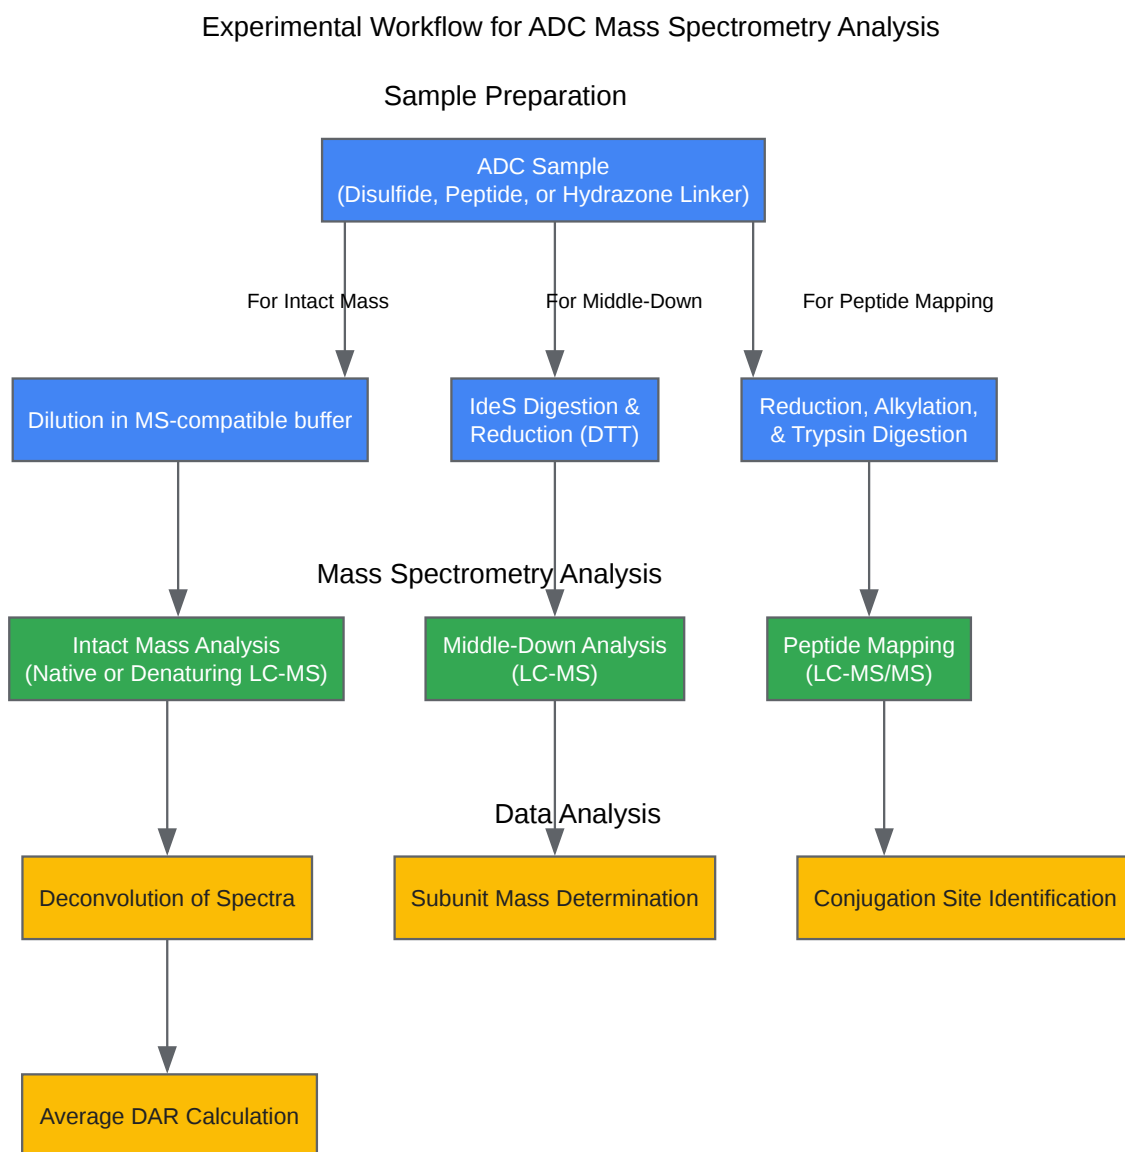 Experimental Workflow for ADC Mass Spectrometry Analysis
Sample Preparation
ADC Sample
(Disulfide, Peptide, or Hydrazone Linker)
For Intact Mass
For Middle-Down
For Peptide Mapping
Dilution in MS-compatible buffer
IdeS Digestion &
Reduction (DTT)
Reduction, Alkylation,
& Trypsin Digestion
Mass Spectrometry Analysis
Intact Mass Analysis
(Native or Denaturing LC-MS)
Middle-Down Analysis
(LC-MS)
Peptide Mapping
(LC-MS/MS)
Data Analysis
Deconvolution of Spectra
Subunit Mass Determination
Conjugation Site Identification
Average DAR Calculation